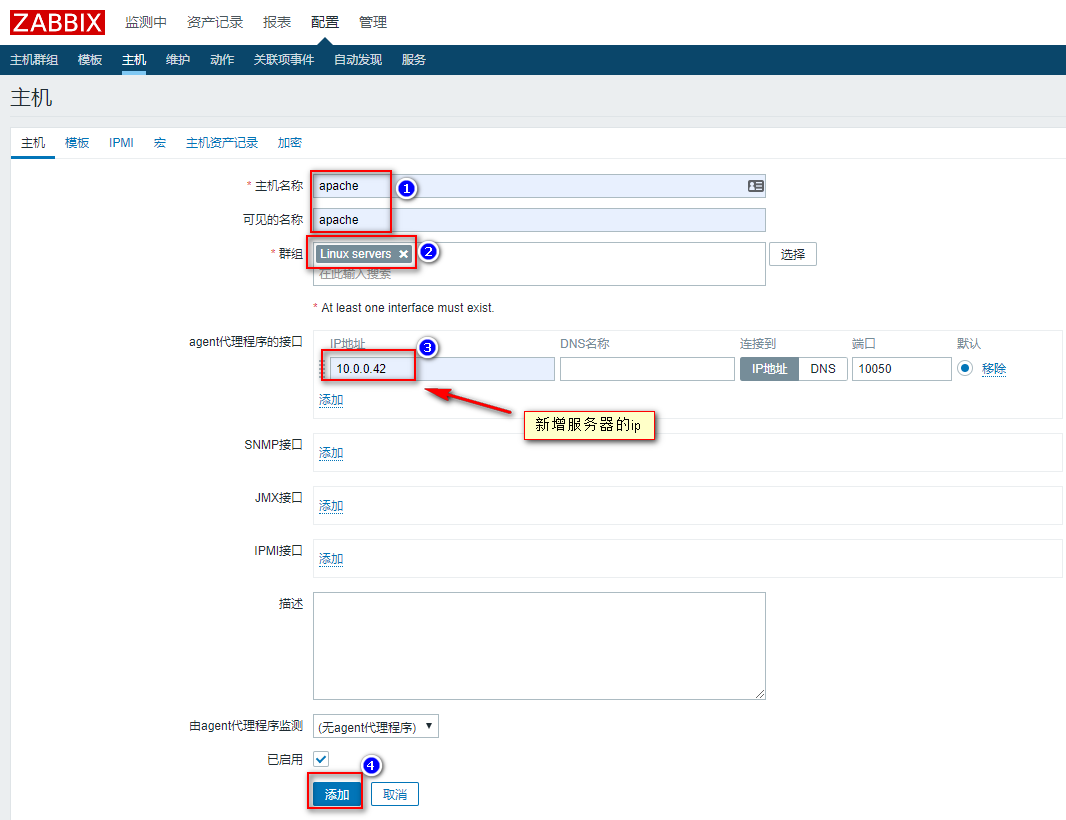 ZABBIX 监测中 资产记录 报表 配置 管理
主机群组 模板 主机 维护 动作 关联项事件 自动发现 服务
主机
主机 模板 IPMI 宏 主机资产记录 加密
* 主机名称 apache 1
可见的名称 apache
* 群组 Linux servers × 2 选择
在此输入搜索
* At least one interface must exist.
agent代理程序的接口 IP地址 3 DNS名称 连接到 端口 默认
10.0.0.42 IP地址 DNS 10050 移除
添加
新增服务器的ip
SNMP接口 添加
JMX接口 添加
IPMI接口 添加
描述
由agent代理程序监测 (无agent代理程序)
已启用 4
添加 取消